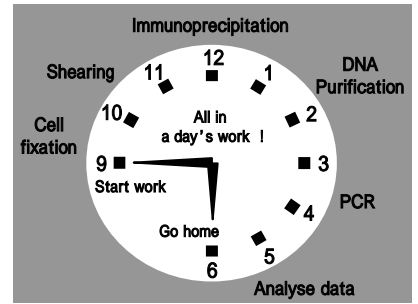 Immunoprecipitation
Shearing
DNA
Purification
Cell
fixation
12
11
1
10
2
All in
a day's work !
9
3
Start work
PCR
4
Go home
5
6
Analyse data